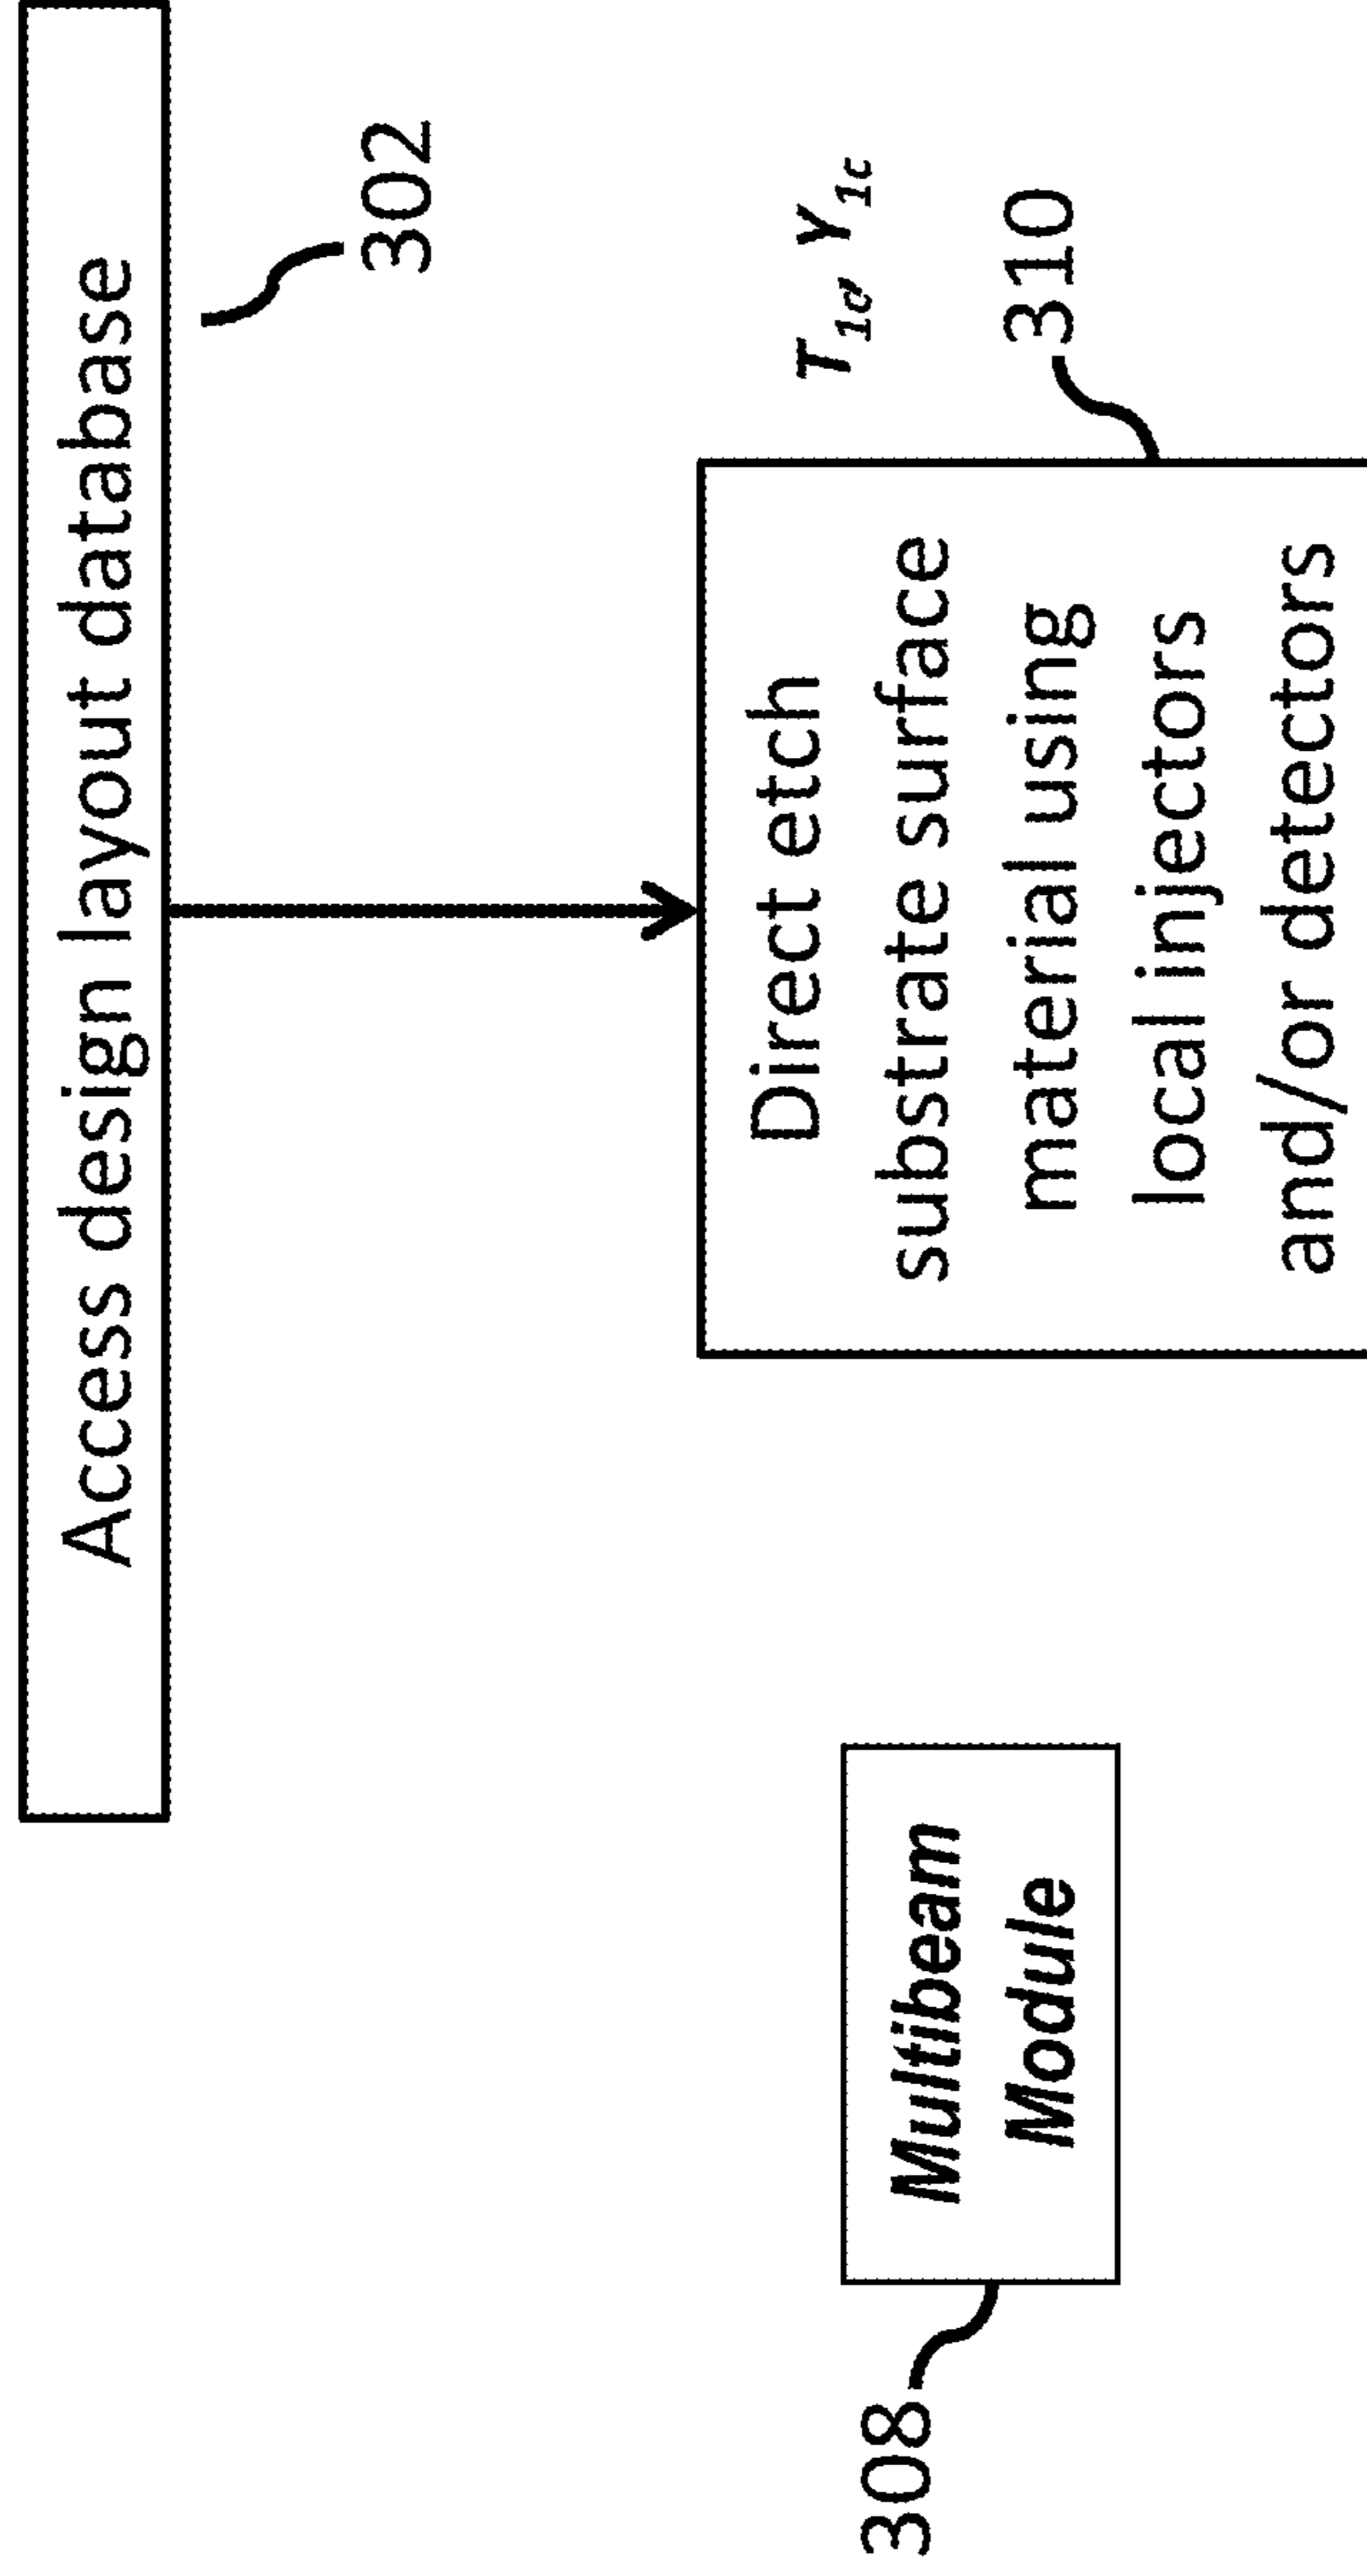 Access design layout database
302
T1d, Y1c
310
Direct etch
substrate surface
material using
local injectors
and/or detectors
Multibeam
Module
308